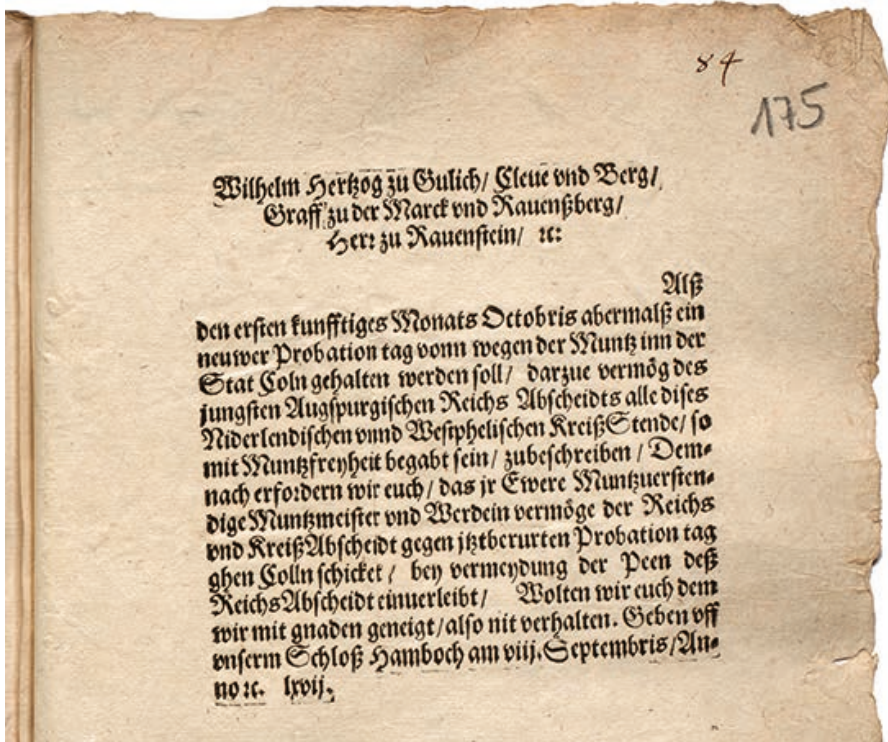 84
175
Wilhelm Hertzog zu Gulich/ Cleue vnd Berg/
Graff zu der Marck vnd Rauenßberg/
Herr zu Rauenstein/ ꝛc:
Alß
den ersten kunfftiges Monats Octobris abermalß ein
neuwer Probation tag vonn wegen der Muntz inn der
Stat Coln gehalten werden soll/ darzue vermög des
jungsten Augspurgischen Reichs Abscheidts alle dises
Niderlendischen vnnd Westphelischen KreißStende/ so
mit Muntzfreyheit begabt sein/ zubeschreiben/ Dem⸗
nach erfordern wir euch/ das jr Ewere Muntzuersten⸗
dige Muntzmeister vnd Werdein vermöge der Reichs
vnd KreißAbscheidt gegen jtztberurten Probation tag
ghen Colln schicket/ bey vermeydung der Peen deß
ReichsAbscheidt einuerleibt/ Wolten wir euch dem
wir mit gnaden geneigt/ also nit verhalten. Geben vff
vnserm Schloß Hamboch am viij. Septembris/ An⸗
no ꝛc. lxvij.